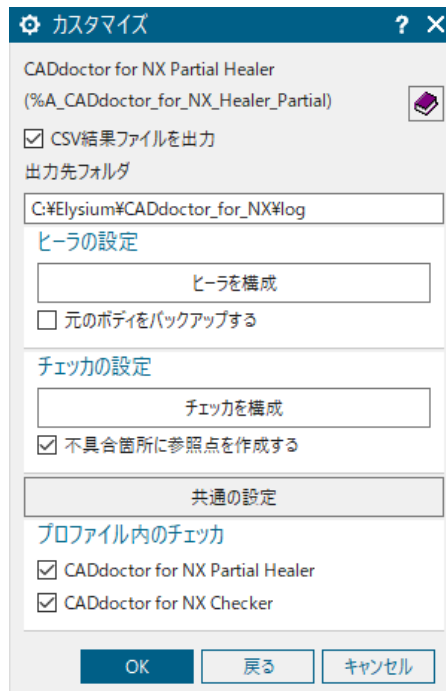 カスタマイズ ? ×
CADdoctor for NX Partial Healer
(%A_CADdoctor_for_NX_Healer_Partial)
CSV結果ファイルを出力
出力先フォルダ
C:¥Elysium¥CADdoctor_for_NX¥log
ヒーラの設定
ヒーラを構成
元のボディをバックアップする
チェッカの設定
チェッカを構成
不具合箇所に参照点を作成する
共通の設定
プロファイル内のチェッカ
CADdoctor for NX Partial Healer
CADdoctor for NX Checker
OK 戻る キャンセル